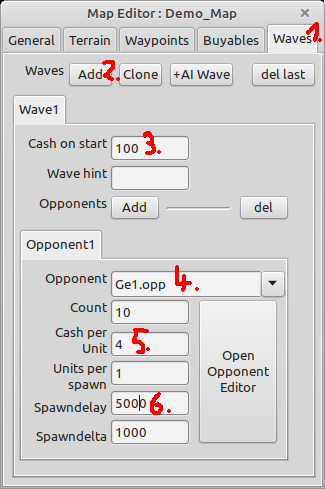 Map Editor : Demo_Map
General Terrain Waypoints Buyables Waves 1.
Waves Add 2. Clone +AI Wave del last
Wave1
Cash on start 100 3.
Wave hint
Opponents Add del
Opponent1
Opponent Ge1.opp 4.
Count 10
Cash per
Unit 4 5.
Units per
spawn 1
Open
Opponent
Editor
Spawndelay 5000 6.
Spawndelta 1000